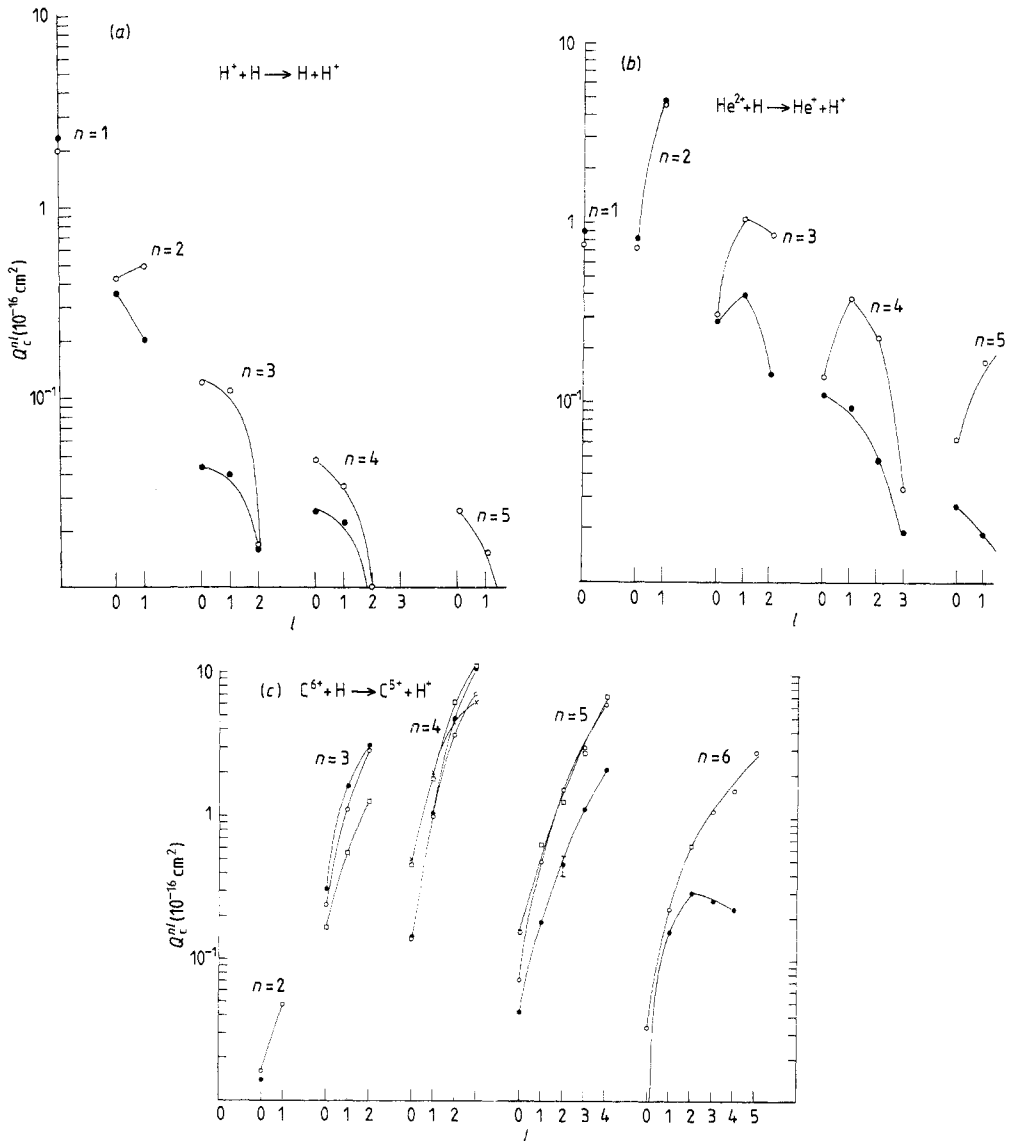 (a)
H⁺ + H ⟶ H + H⁺
10
1
10⁻¹
Q_c^{nl} (10⁻¹⁶ cm²)
n=1
n=2
n=3
n=4
n=5
0 1 0 1 2 0 1 2 3 0 1
l
(b)
He²⁺ + H ⟶ He⁺ + H⁺
10
1
10⁻¹
n=1
n=2
n=3
n=4
n=5
0 1 0 1 2 0 1 2 3 0 1
l
(c) C⁶⁺ + H ⟶ C⁵⁺ + H⁺
10
1
10⁻¹
Q_c^{nl} (10⁻¹⁶ cm²)
n=2
n=3
n=4
n=5
n=6
0 0 1 0 1 2 0 1 2 0 1 2 3 4 0 1 2 3 4 5
l